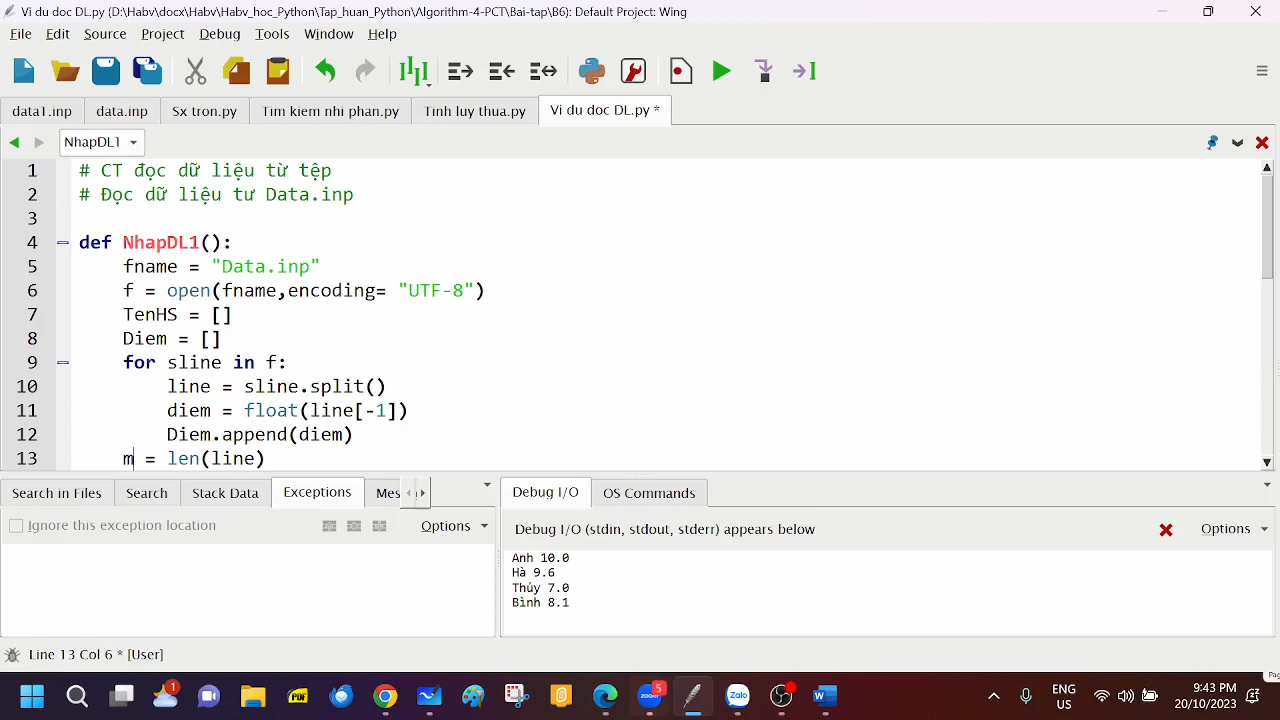 Vi du doc DL.py (D:\Habv\docx\Habv\Habv_hoc_Python\Tap_huan_Python\Algorithm-4-PCT\Bai-tap\B6): Default Project: Wing
File Edit Source Project Debug Tools Window Help
data1.inp data.inp Sx tron.py Tim kiem nhi phan.py Tinh luy thua.py Vi du doc DL.py *
NhapDL1
1 # CT đọc dữ liệu từ tệp
2 # Đọc dữ liệu tư Data.inp
3
4 def NhapDL1():
5 fname = "Data.inp"
6 f = open(fname,encoding= "UTF-8")
7 TenHS = []
8 Diem = []
9 for sline in f:
10 line = sline.split()
11 diem = float(line[-1])
12 Diem.append(diem)
13 m = len(line)
Search in Files Search Stack Data Exceptions Mes Debug I/O OS Commands
Ignore this exception location Options Debug I/O (stdin, stdout, stderr) appears below Options
Anh 10.0
Hà 9.6
Thủy 7.0
Bình 8.1
Line 13 Col 6 * [User]
Pag
1 PDF 5 Zalo W
ENG
US
9:43 PM
20/10/2023